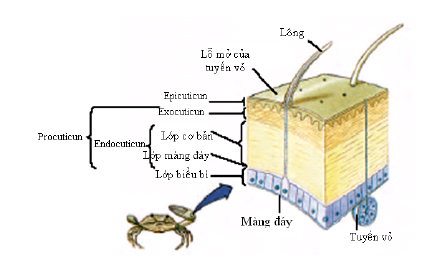 Lông
Lỗ mở của
tuyến vỏ
Epicuticun
Exocuticun
Procuticun
Endocuticun
Lớp cơ bản
Lớp màng đáy
Lớp biểu bì
Màng đáy
Tuyến vỏ